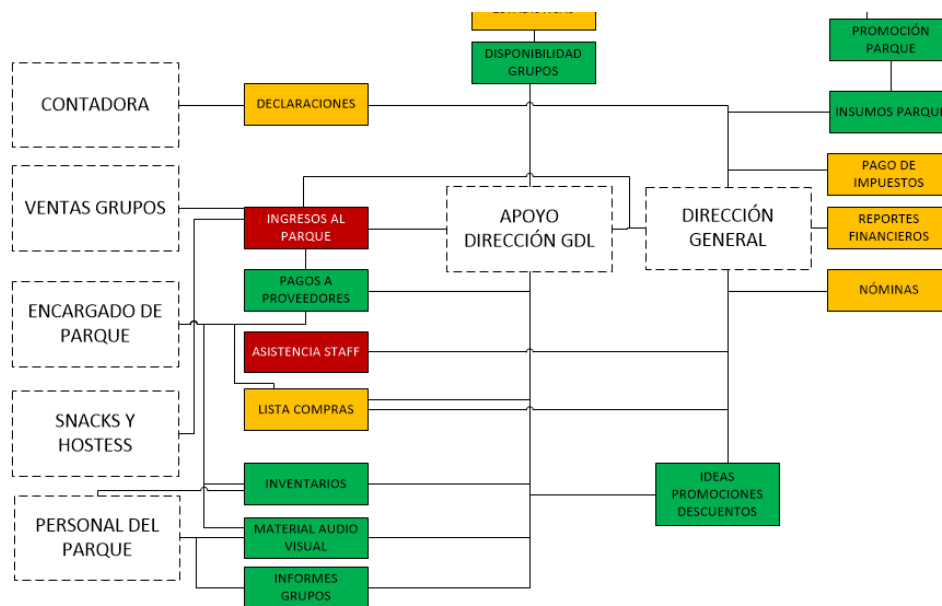 PROMOCIÓN
PARQUE
DISPONIBILIDAD
GRUPOS
CONTADORA
DECLARACIONES
INSUMOS PARQUE
PAGO DE
IMPUESTOS
VENTAS GRUPOS
INGRESOS AL
PARQUE
APOYO
DIRECCIÓN GDL
DIRECCIÓN
GENERAL
REPORTES
FINANCIEROS
PAGOS A
PROVEEDORES
NÓMINAS
ENCARGADO DE
PARQUE
ASISTENCIA STAFF
LISTA COMPRAS
SNACKS Y
HOSTESS
INVENTARIOS
IDEAS
PROMOCIONES
DESCUENTOS
PERSONAL DEL
PARQUE
MATERIAL AUDIO
VISUAL
INFORMES
GRUPOS